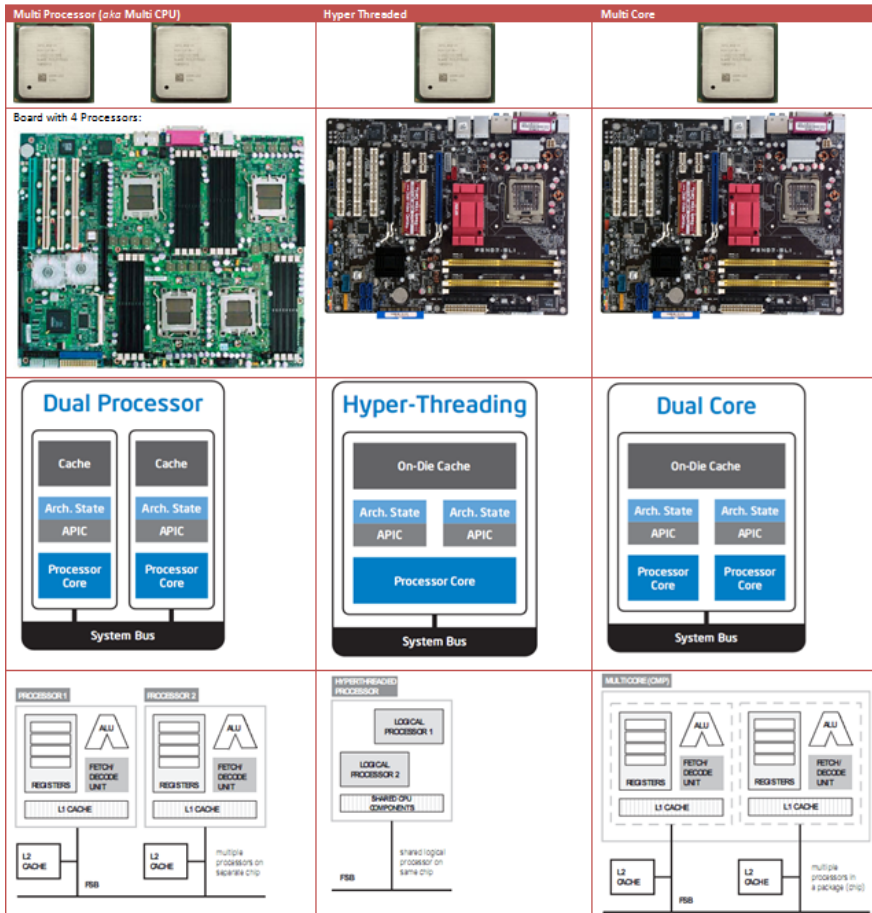 Multi Processor (aka Multi CPU)
Hyper Threaded
Multi Core
Board with 4 Processors:
Dual Processor
Cache
Cache
Arch. State
Arch. State
APIC
APIC
Processor
Core
Processor
Core
System Bus
Hyper-Threading
On-Die Cache
Arch. State
Arch. State
APIC
APIC
Processor Core
System Bus
Dual Core
On-Die Cache
Arch. State
Arch. State
APIC
APIC
Processor
Core
Processor
Core
System Bus
PROCESSOR 1
ALU
FETCH/
DECODE
UNIT
REGISTERS
L1 CACHE
L2
CACHE
PROCESSOR 2
ALU
FETCH/
DECODE
UNIT
REGISTERS
L1 CACHE
L2
CACHE
multiple
processors on
separate chip
FSB
HYPERTHREADED
PROCESSOR
LOGICAL
PROCESSOR 1
LOGICAL
PROCESSOR 2
SHARED CPU
COMPONENTS
shared logical
processor on
same chip
FSB
MULTICORE (CMP)
ALU
FETCH/
DECODE
UNIT
REGISTERS
L1 CACHE
L2
CACHE
ALU
FETCH/
DECODE
UNIT
REGISTERS
L1 CACHE
L2
CACHE
multiple
processors in
a package (chip)
FSB